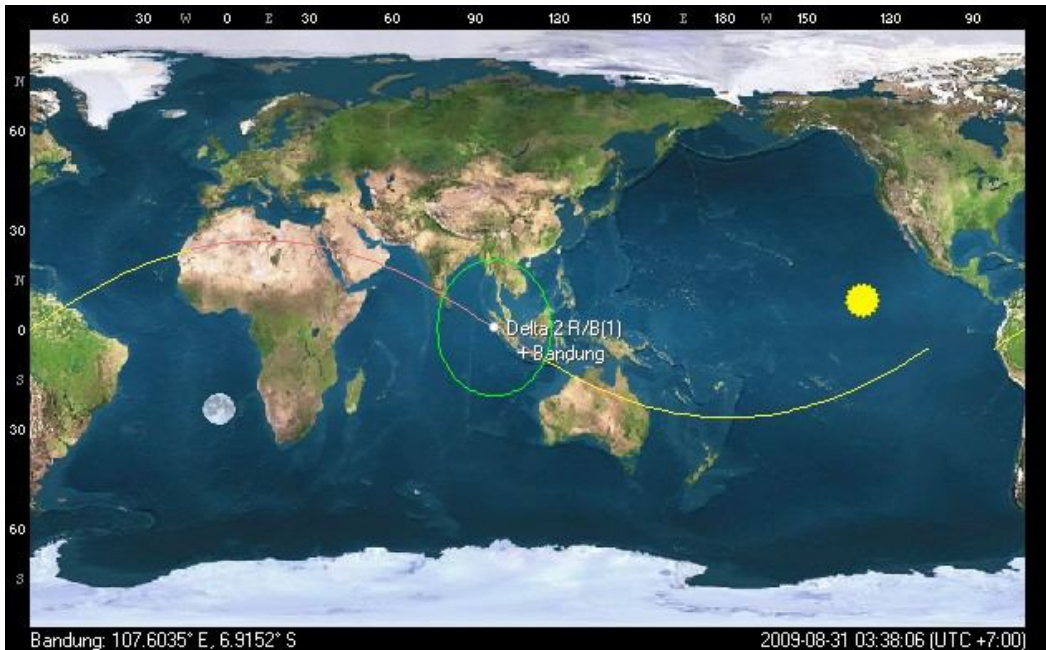 60 30 W 0 E 30 60 90 120 150 E 180 W 150 120 90
N
60
30
N
0
S
30
60
S
Delta 2 R/B(1)
+ Bandung
Bandung: 107.6035° E, 6.9152° S 2009-08-31 03:38:06 (UTC +7:00)